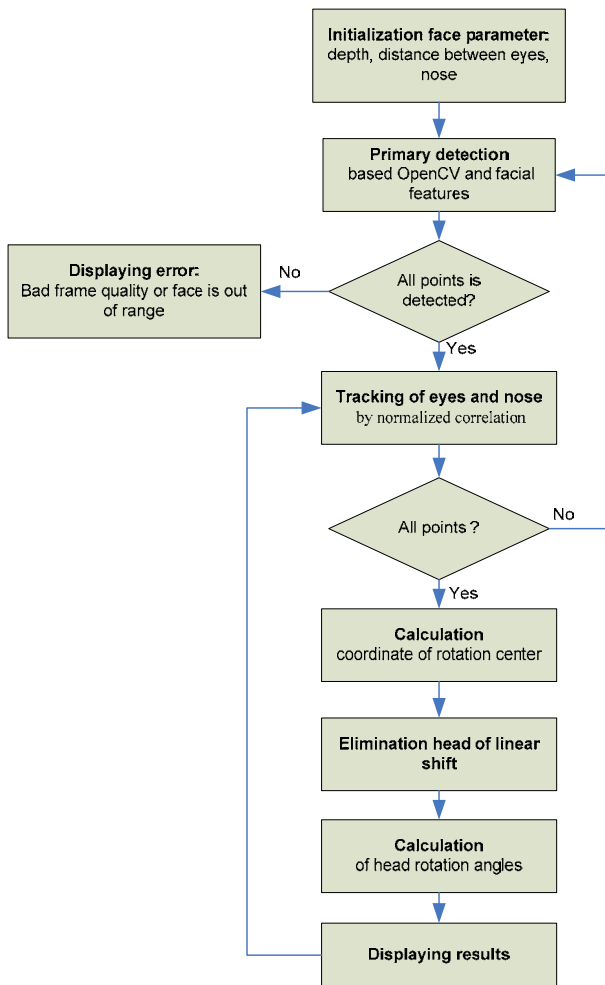 Initialization face parameter:
depth, distance between eyes,
nose
Primary detection
based OpenCV and facial
features
All points is
detected?
No
Displaying error:
Bad frame quality or face is out
of range
Yes
Tracking of eyes and nose
by normalized correlation
All points ?
No
Yes
Calculation
coordinate of rotation center
Elimination head of linear
shift
Calculation
of head rotation angles
Displaying results